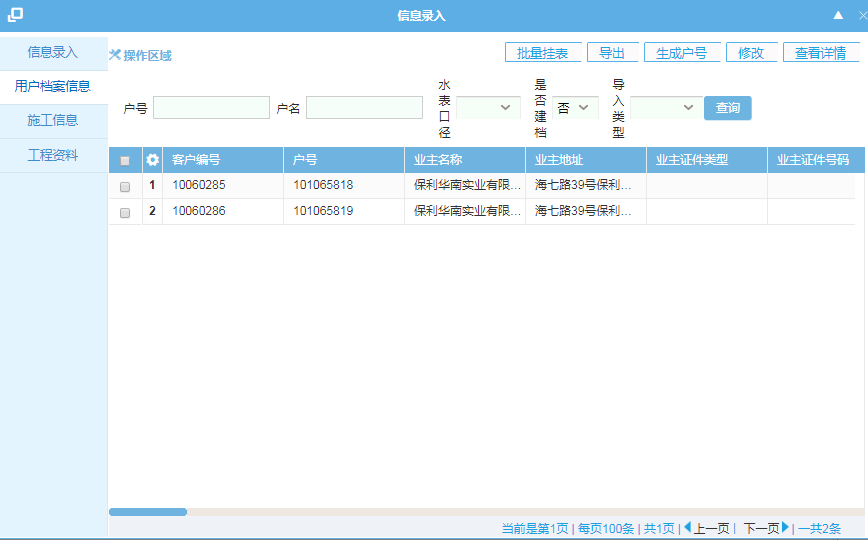 信息录入
信息录入
用户档案信息
施工信息
工程资料
操作区域
批量挂表 导出 生成户号 修改 查看详情
户号 户名 水表口径 是否建档 否 导入类型 查询
客户编号 户号 业主名称 业主地址 业主证件类型 业主证件号码
1 10060285 101065818 保利华南实业有限... 海七路39号保利...
2 10060286 101065819 保利华南实业有限... 海七路39号保利...
当前是第1页 | 每页100条 | 共1页 | 上一页 | 下一页 | 一共2条